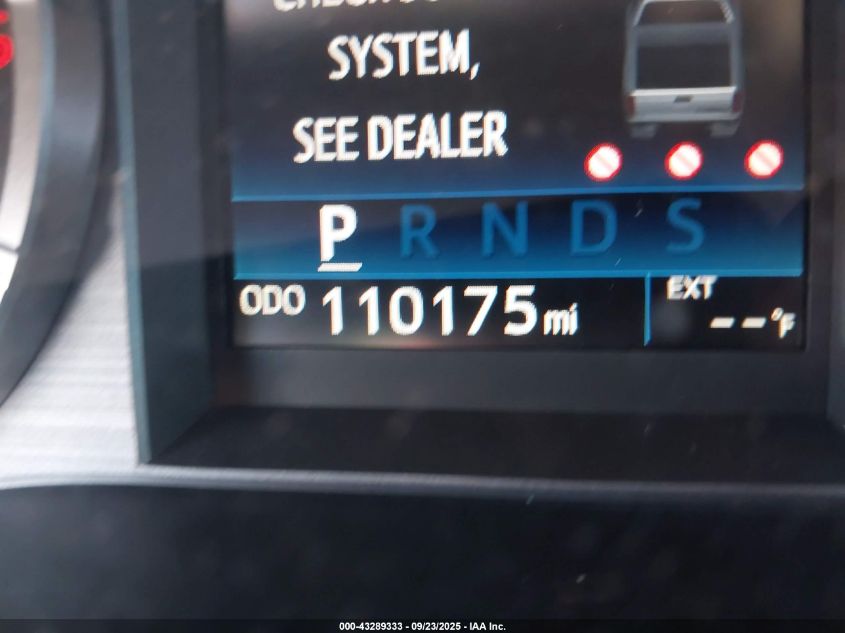 SYSTEM,
SEE DEALER
P R N D S
ODO 110175 mi
EXT
-- °F
000-43289333 - 09/23/2025 - IAA Inc.